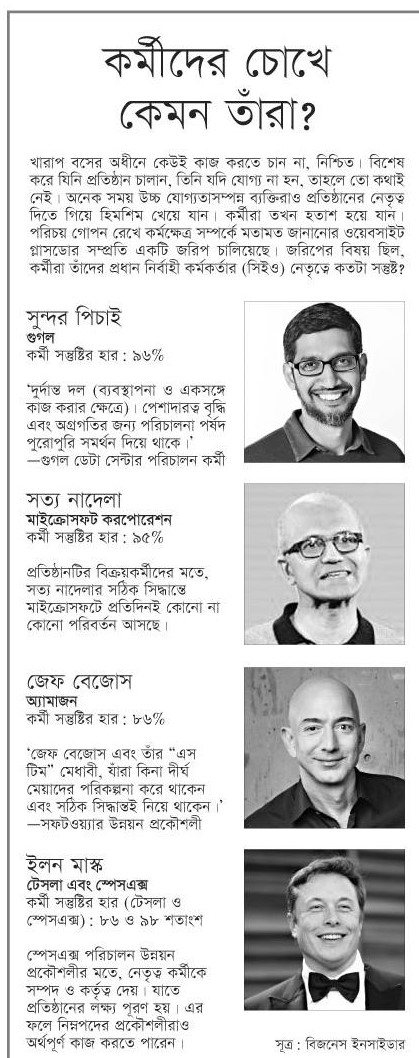 কর্মীদের চোখে
কেমন তাঁরা?
খারাপ বসের অধীনে কেউই কাজ করতে চান না, নিশ্চিত। বিশেষ
করে যিনি প্রতিষ্ঠান চালান, তিনি যদি যোগ্য না হন, তাহলে তো কথাই
নেই। অনেক সময় উচ্চ যোগ্যতাসম্পন্ন ব্যক্তিরাও প্রতিষ্ঠানের নেতৃত্ব
দিতে গিয়ে হিমশিম খেয়ে যান। কর্মীরা তখন হতাশ হয়ে যান।
পরিচয় গোপন রেখে কর্মক্ষেত্র সম্পর্কে মতামত জানানোর ওয়েবসাইট
গ্লাসডোর সম্প্রতি একটি জরিপ চালিয়েছে। জরিপের বিষয় ছিল,
কর্মীরা তাঁদের প্রধান নির্বাহী কর্মকর্তার (সিইও) নেতৃত্বে কতটা সন্তুষ্ট?
সুন্দর পিচাই
গুগল
কর্মী সন্তুষ্টির হার : ৯৬%
‘দুর্দান্ত দল (ব্যবস্থাপনা ও একসঙ্গে
কাজ করার ক্ষেত্রে)। পেশাদারত্ব বৃদ্ধি
এবং অগ্রগতির জন্য পরিচালনা পর্ষদ
পুরোপুরি সমর্থন দিয়ে থাকে।’
—গুগল ডেটা সেন্টার পরিচালন কর্মী
সত্য নাদেলা
মাইক্রোসফট করপোরেশন
কর্মী সন্তুষ্টির হার : ৯৫%
প্রতিষ্ঠানটির বিক্রয়কর্মীদের মতে,
সত্য নাদেলার সঠিক সিদ্ধান্তে
মাইক্রোসফটে প্রতিদিনই কোনো না
কোনো পরিবর্তন আসছে।
জেফ বেজোস
অ্যামাজন
কর্মী সন্তুষ্টির হার : ৮৬%
‘জেফ বেজোস এবং তাঁর “এস
টিম” মেধাবী, যাঁরা কিনা দীর্ঘ
মেয়াদের পরিকল্পনা করে থাকেন
এবং সঠিক সিদ্ধান্তই নিয়ে থাকেন।’
—সফটওয়্যার উন্নয়ন প্রকৌশলী
ইলন মাস্ক
টেসলা এবং স্পেসএক্স
কর্মী সন্তুষ্টির হার (টেসলা ও
স্পেসএক্স) : ৮৬ ও ৯৮ শতাংশ
স্পেসএক্স পরিচালন উন্নয়ন
প্রকৌশলীর মতে, নেতৃত্ব কর্মীকে
সম্পদ ও কর্তৃত্ব দেয়। যাতে
প্রতিষ্ঠানের লক্ষ্য পূরণ হয়। এর
ফলে নিম্নপদের প্রকৌশলীরাও
অর্থপূর্ণ কাজ করতে পারেন।
সূত্র : বিজনেস ইনসাইডার